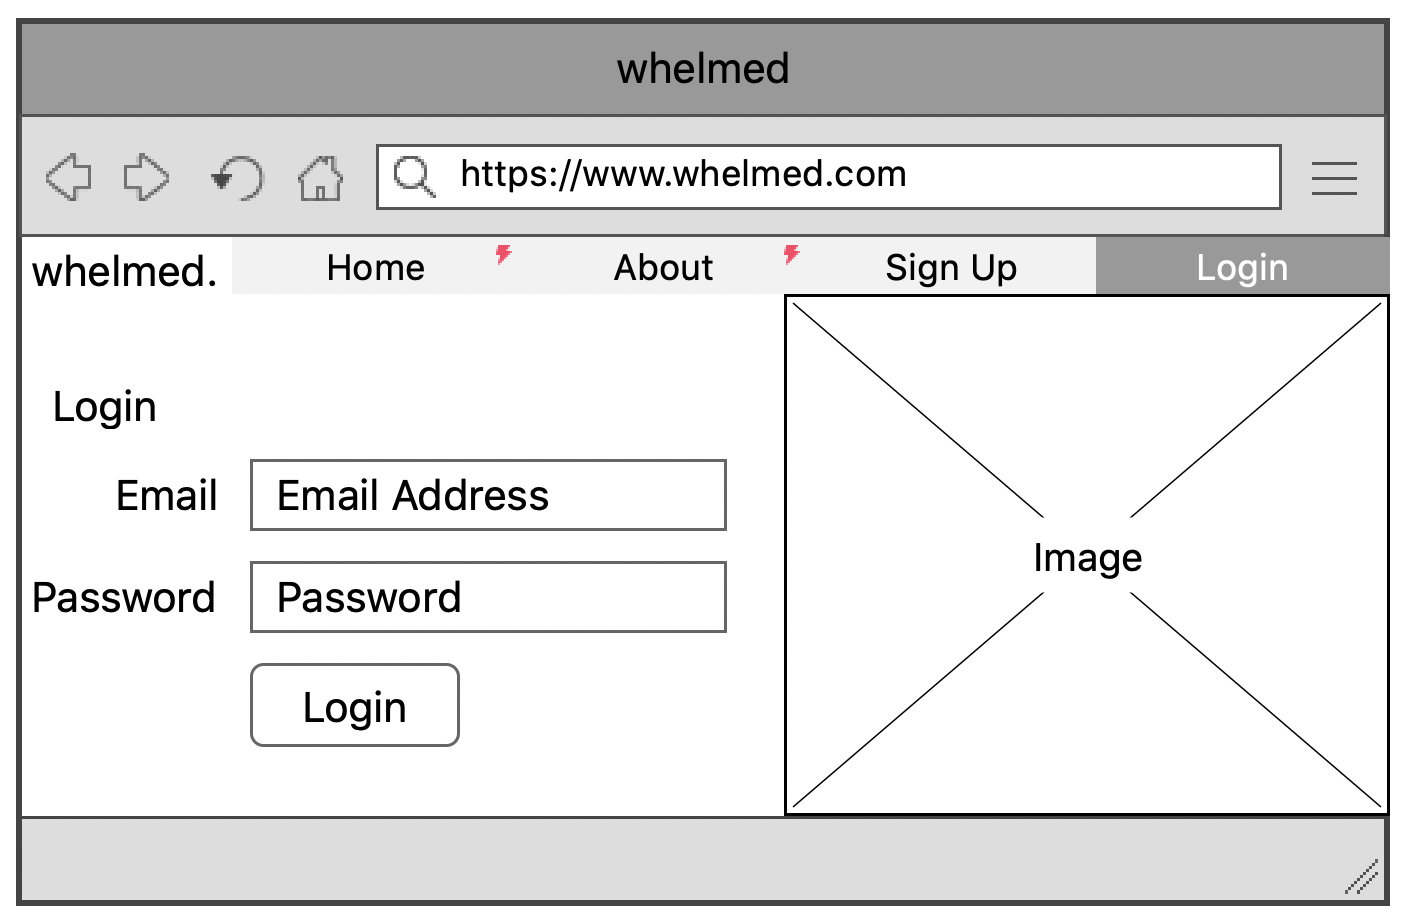 whelmed
https://www.whelmed.com
whelmed. Home About Sign Up Login
Login
Email Email Address
Image
Password Password
Login